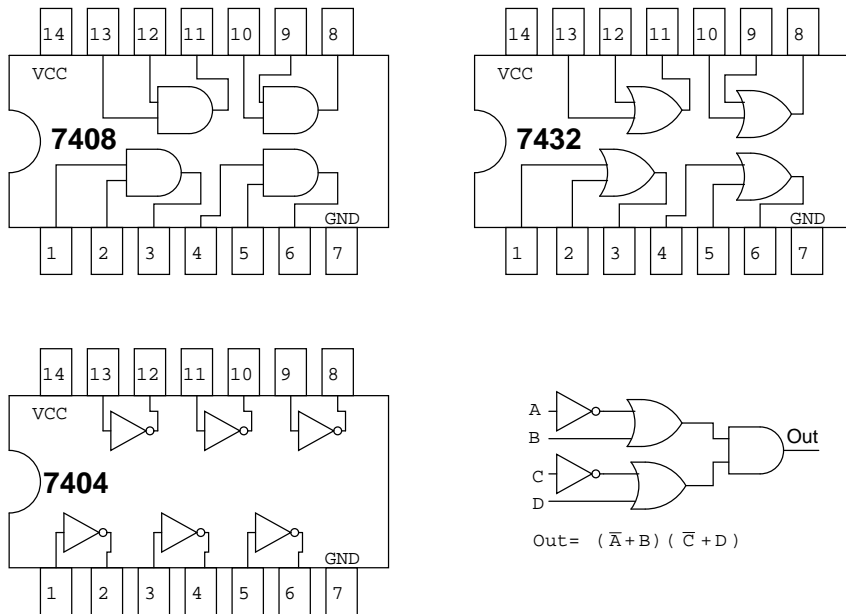 14 13 12 11 10 9 8
VCC
7408
GND
1 2 3 4 5 6 7
14 13 12 11 10 9 8
VCC
7432
GND
1 2 3 4 5 6 7
14 13 12 11 10 9 8
VCC
7404
GND
1 2 3 4 5 6 7
A
B
C
D
Out
Out= (A̅+B)(C̅+D)